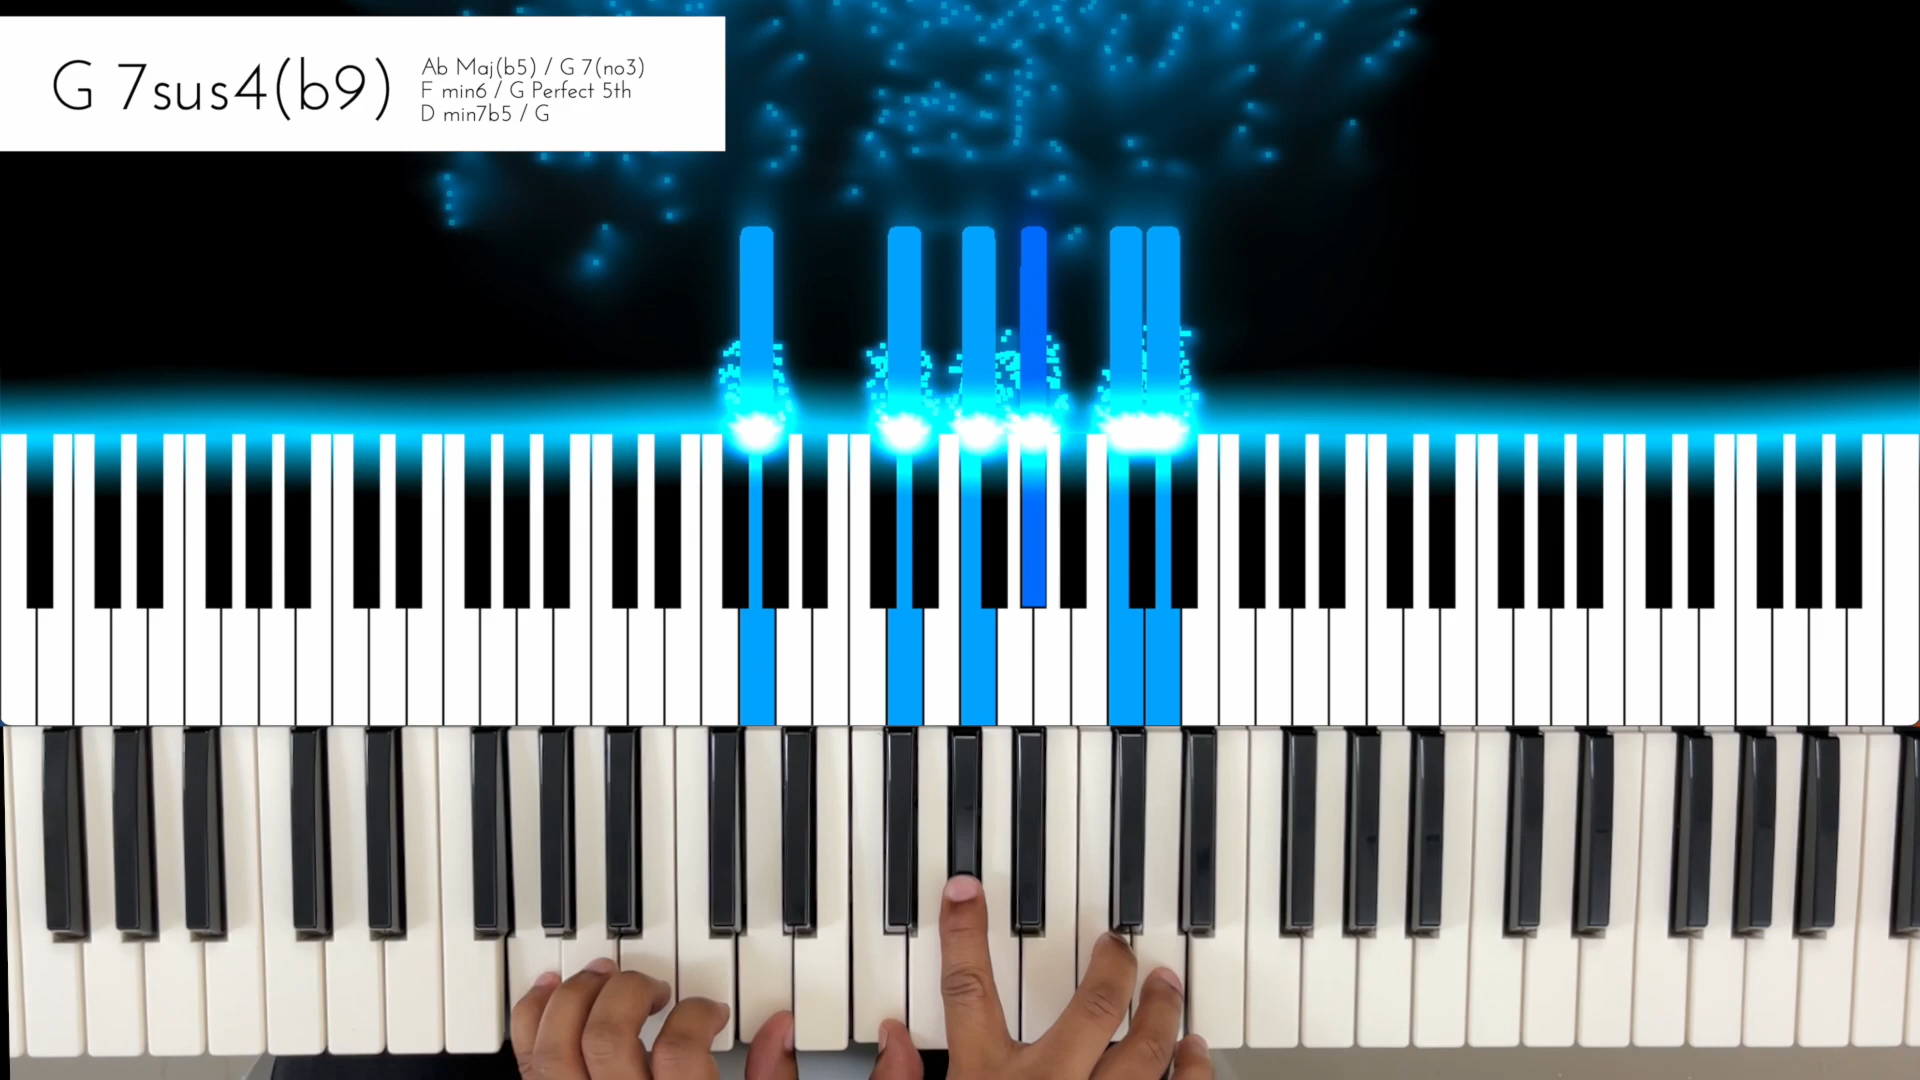 G 7sus4(b9)
Ab Maj(b5) / G 7(no3)
F min6 / G Perfect 5th
D min7b5 / G